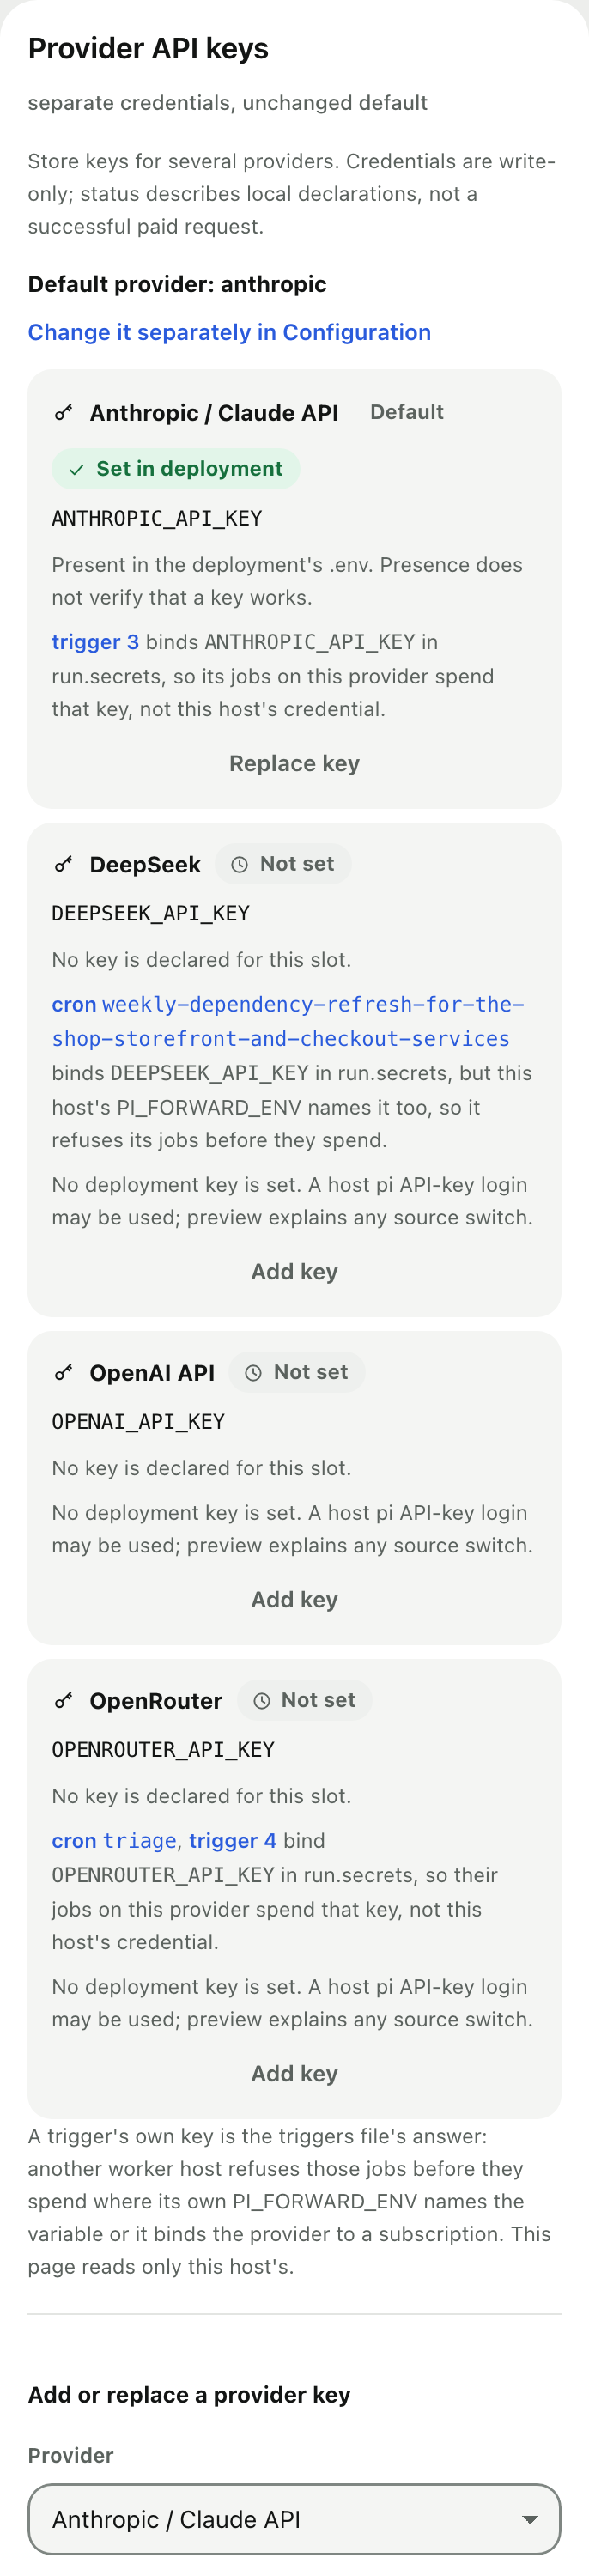 Provider API keys
separate credentials, unchanged default
Store keys for several providers. Credentials are write-
only; status describes local declarations, not a
successful paid request.
Default provider: anthropic
Change it separately in Configuration
Anthropic / Claude API Default
Set in deployment
ANTHROPIC_API_KEY
Present in the deployment's .env. Presence does
not verify that a key works.
trigger 3 binds ANTHROPIC_API_KEY in
run.secrets, so its jobs on this provider spend
that key, not this host's credential.
Replace key
DeepSeek Not set
DEEPSEEK_API_KEY
No key is declared for this slot.
cron weekly-dependency-refresh-for-the-
shop-storefront-and-checkout-services
binds DEEPSEEK_API_KEY in run.secrets, but this
host's PI_FORWARD_ENV names it too, so it
refuses its jobs before they spend.
No deployment key is set. A host pi API-key login
may be used; preview explains any source switch.
Add key
OpenAI API Not set
OPENAI_API_KEY
No key is declared for this slot.
No deployment key is set. A host pi API-key login
may be used; preview explains any source switch.
Add key
OpenRouter Not set
OPENROUTER_API_KEY
No key is declared for this slot.
cron triage, trigger 4 bind
OPENROUTER_API_KEY in run.secrets, so their
jobs on this provider spend that key, not this
host's credential.
No deployment key is set. A host pi API-key login
may be used; preview explains any source switch.
Add key
A trigger's own key is the triggers file's answer:
another worker host refuses those jobs before they
spend where its own PI_FORWARD_ENV names the
variable or it binds the provider to a subscription. This
page reads only this host's.
Add or replace a provider key
Provider
Anthropic / Claude API